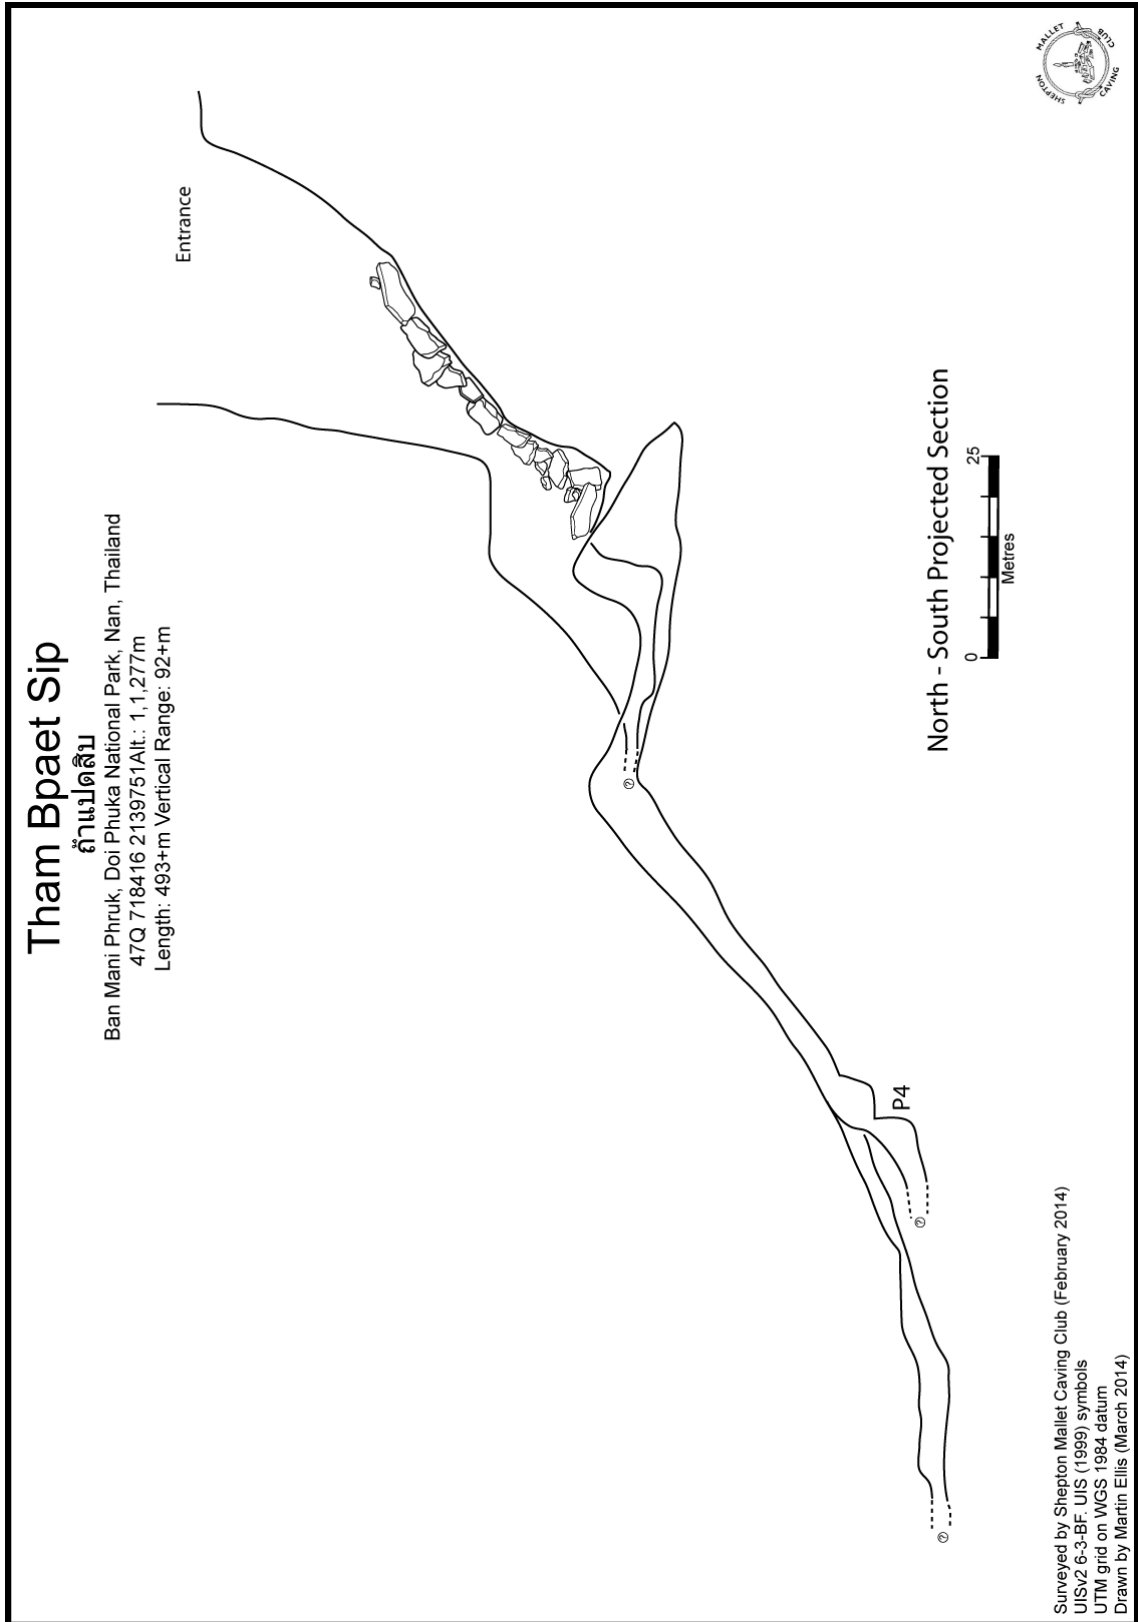 Tham Bpaet Sip
ถ้ำแปดสิบ
Ban Mani Phruk, Doi Phuka National Park, Nan, Thailand
47Q 718416 2139751Alt.: 1,1,277m
Length: 493+m Vertical Range: 92+m
Entrance
P4
North - South Projected Section
0 25
Metres
?
?
?
Surveyed by Shepton Mallet Caving Club (February 2014)
UISv2 6-3-BF. UIS (1999) symbols
UTM grid on WGS 1984 datum
Drawn by Martin Ellis (March 2014)
SHEPTON MALLET CAVING CLUB